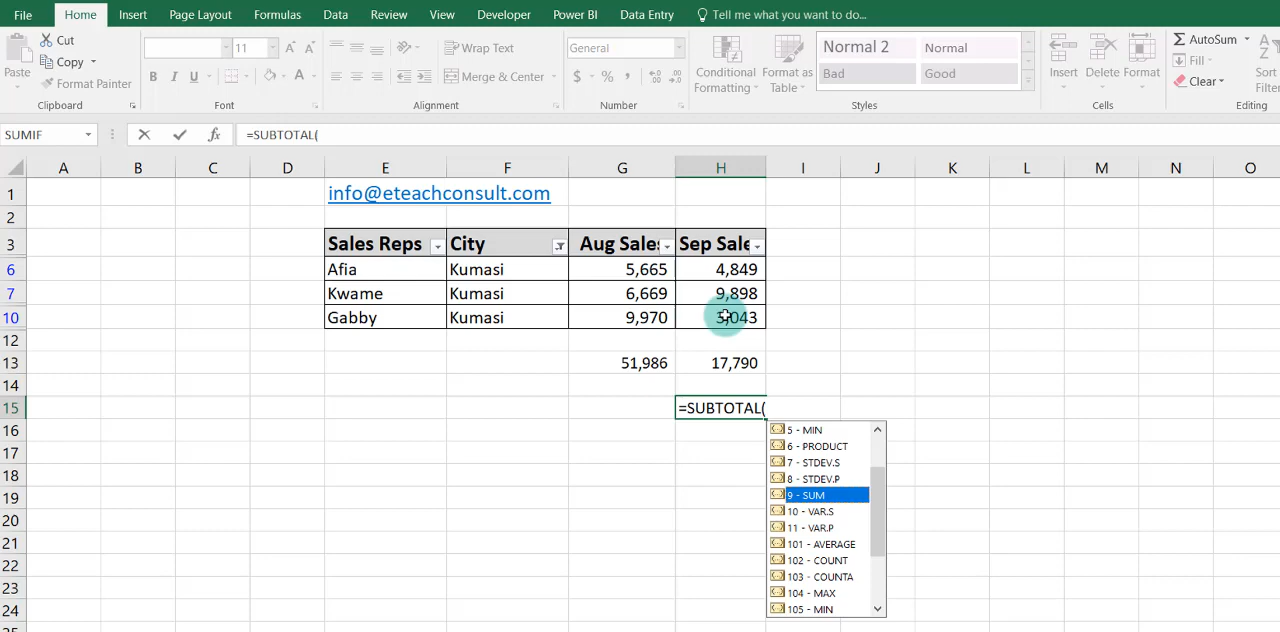 File Home Insert Page Layout Formulas Data Review View Developer Power BI Data Entry Tell me what you want to do...
Paste
Cut
Copy
Format Painter
Clipboard
11 A A
B I U A
Font
Wrap Text
Merge & Center
Alignment
General
$ % ,
Number
Conditional Formatting
Format as Table
Normal 2 Normal
Bad Good
Styles
Insert Delete Format
Cells
AutoSum
Fill
Clear
Sort
Filter
Editing
SUMIF fx =SUBTOTAL(
A B C D E F G H I J K L M N O
1 info@eteachconsult.com
2
3 Sales Reps City Aug Sales Sep Sale
6 Afia Kumasi 5,665 4,849
7 Kwame Kumasi 6,669 9,898
10 Gabby Kumasi 9,970 3,043
12
13 51,986 17,790
14
15 =SUBTOTAL(
16 5 - MIN
6 - PRODUCT
17 7 - STDEV.S
18 8 - STDEV.P
19 9 - SUM
20 10 - VAR.S
11 - VAR.P
21 101 - AVERAGE
22 102 - COUNT
23 103 - COUNTA
104 - MAX
24 105 - MIN
25